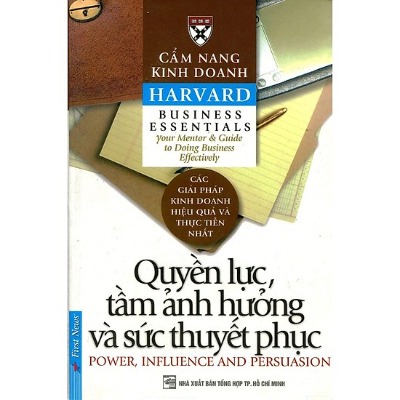 CẨM NANG
KINH DOANH
HARVARD
BUSINESS
ESSENTIALS
Your Mentor & Guide
to Doing Business
Effectively
CÁC
GIẢI PHÁP
KINH DOANH
HIỆU QUẢ VÀ
THỰC TIỄN
NHẤT
Quyền lực,
tầm ảnh hưởng
và sức thuyết phục
POWER, INFLUENCE AND PERSUASION
First News
NHÀ XUẤT BẢN TỔNG HỢP TP. HỒ CHÍ MINH